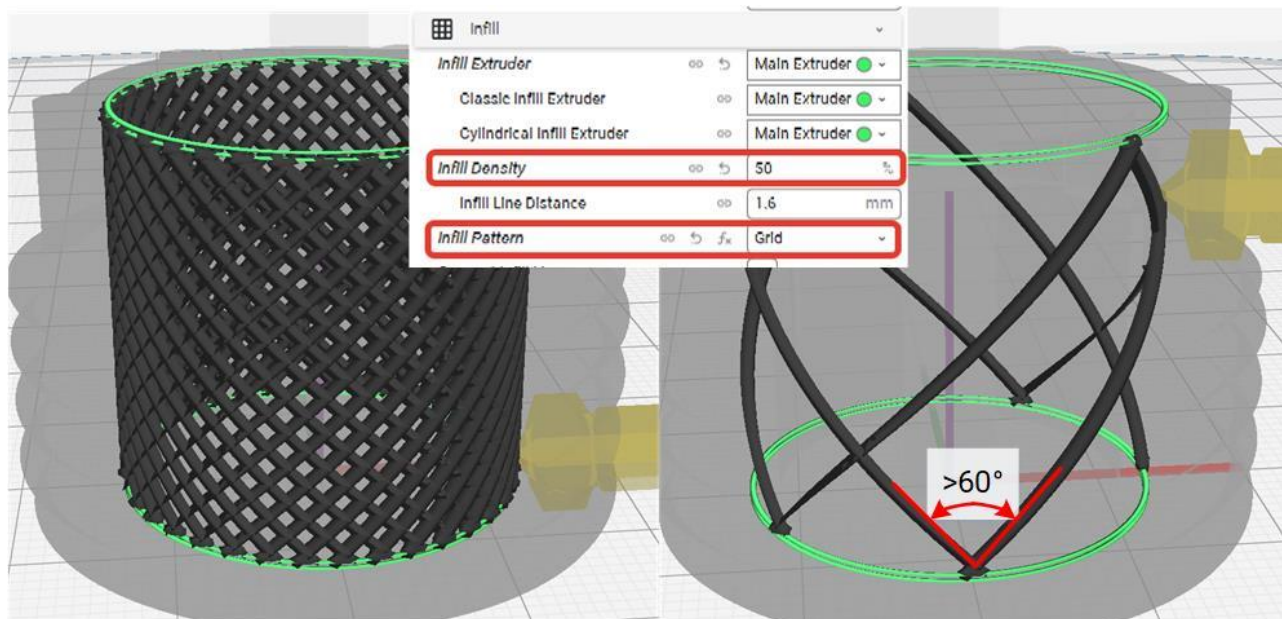 Infill
Infill Extruder Main Extruder
Classic Infill Extruder Main Extruder
Cylindrical Infill Extruder Main Extruder
Infill Density 50 %
Infill Line Distance 1.6 mm
Infill Pattern fx Grid
>60°